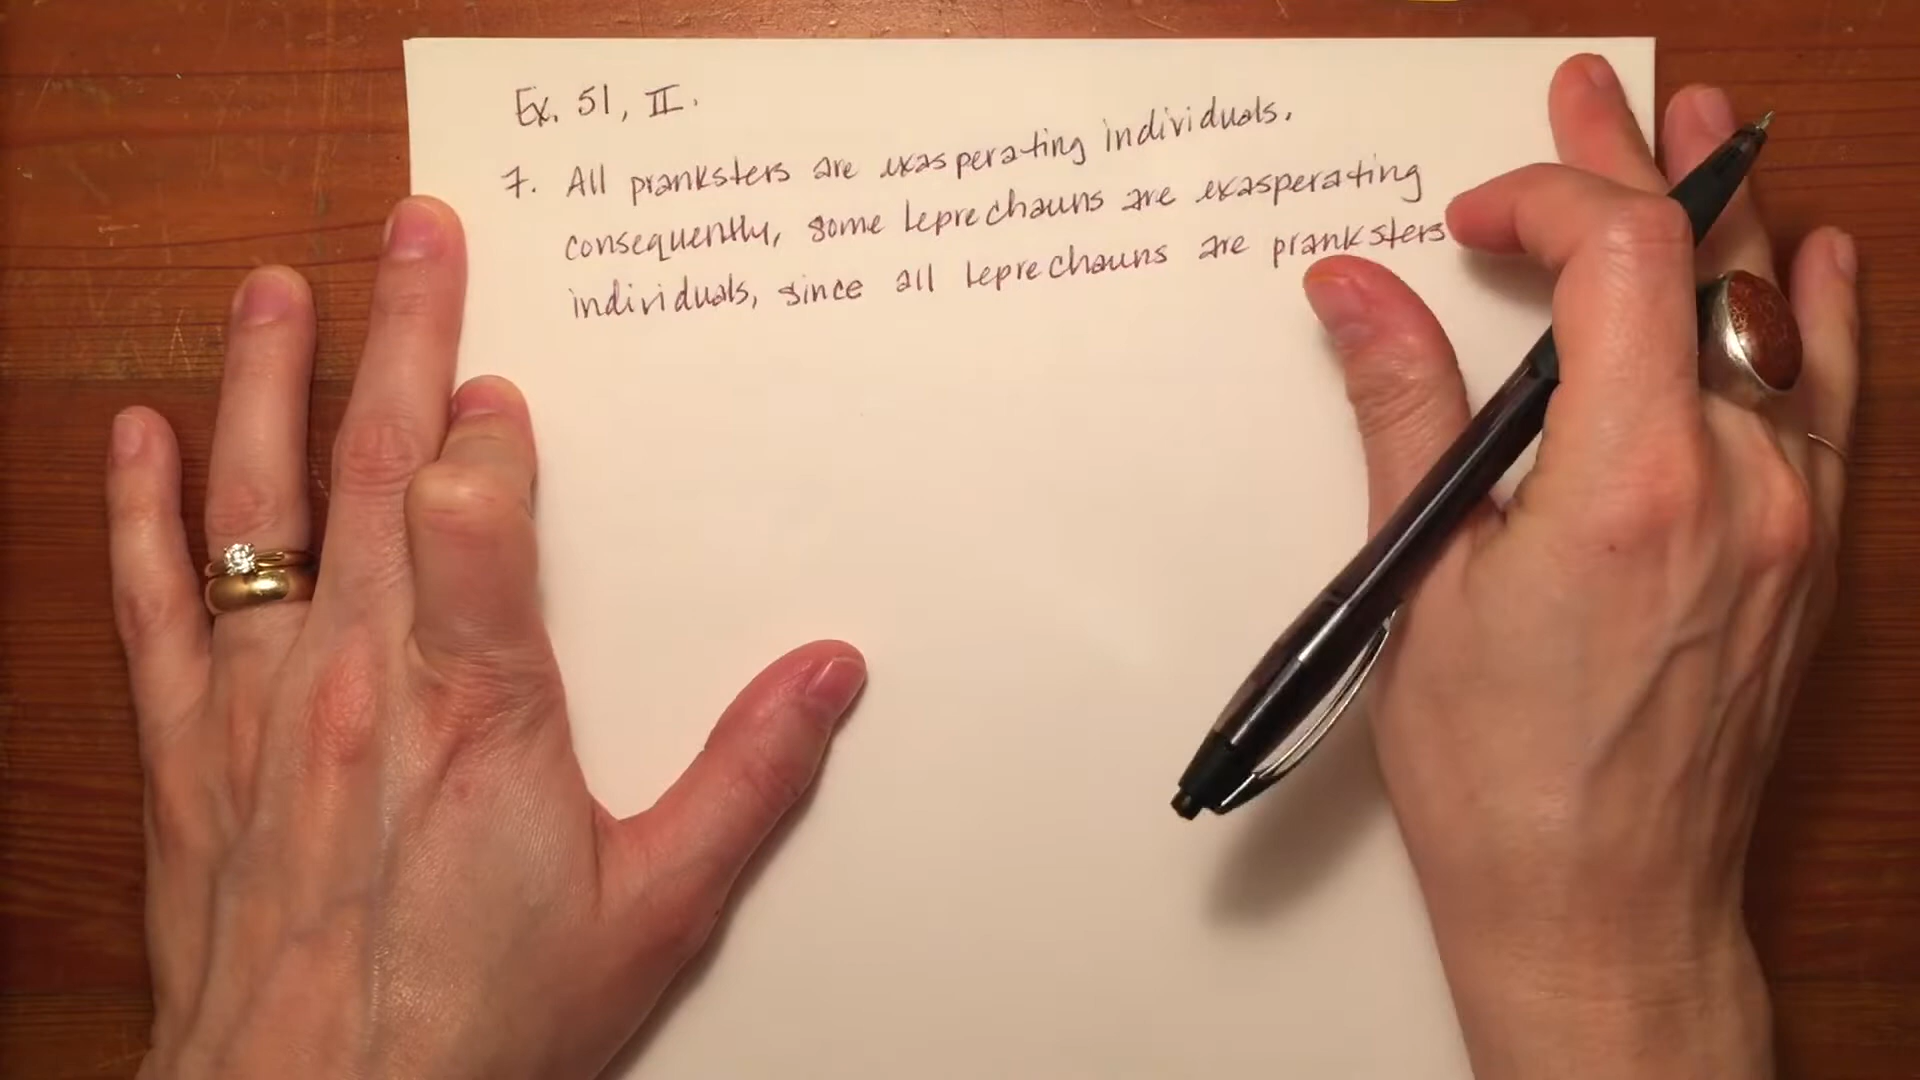 Ex. 51, II.
7. All pranksters are exasperating individuals.
consequently, some leprechauns are exasperating
individuals, since all leprechauns are pranksters